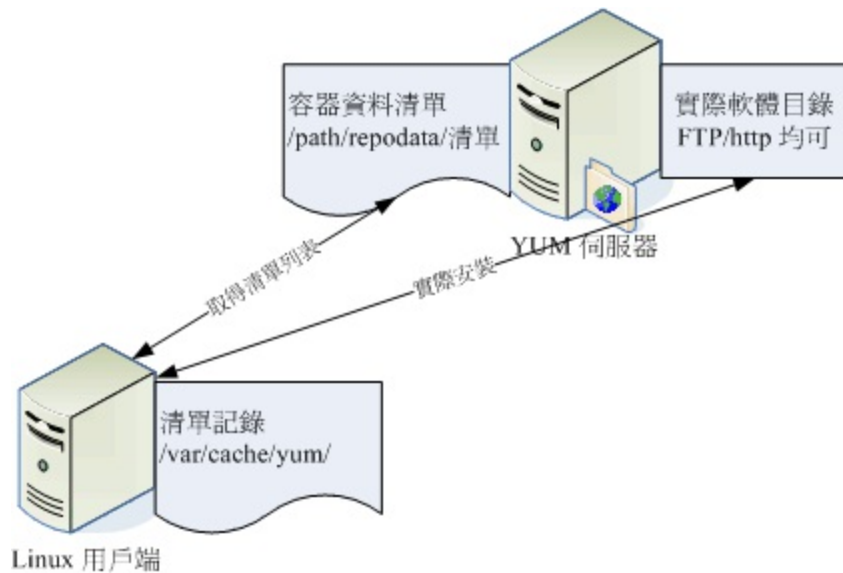 容器資料清單
/path/repodata/清單
實際軟體目錄
FTP/http 均可
YUM 伺服器
取得清單列表
實際安裝
清單記錄
/var/cache/yum/
Linux 用戶端